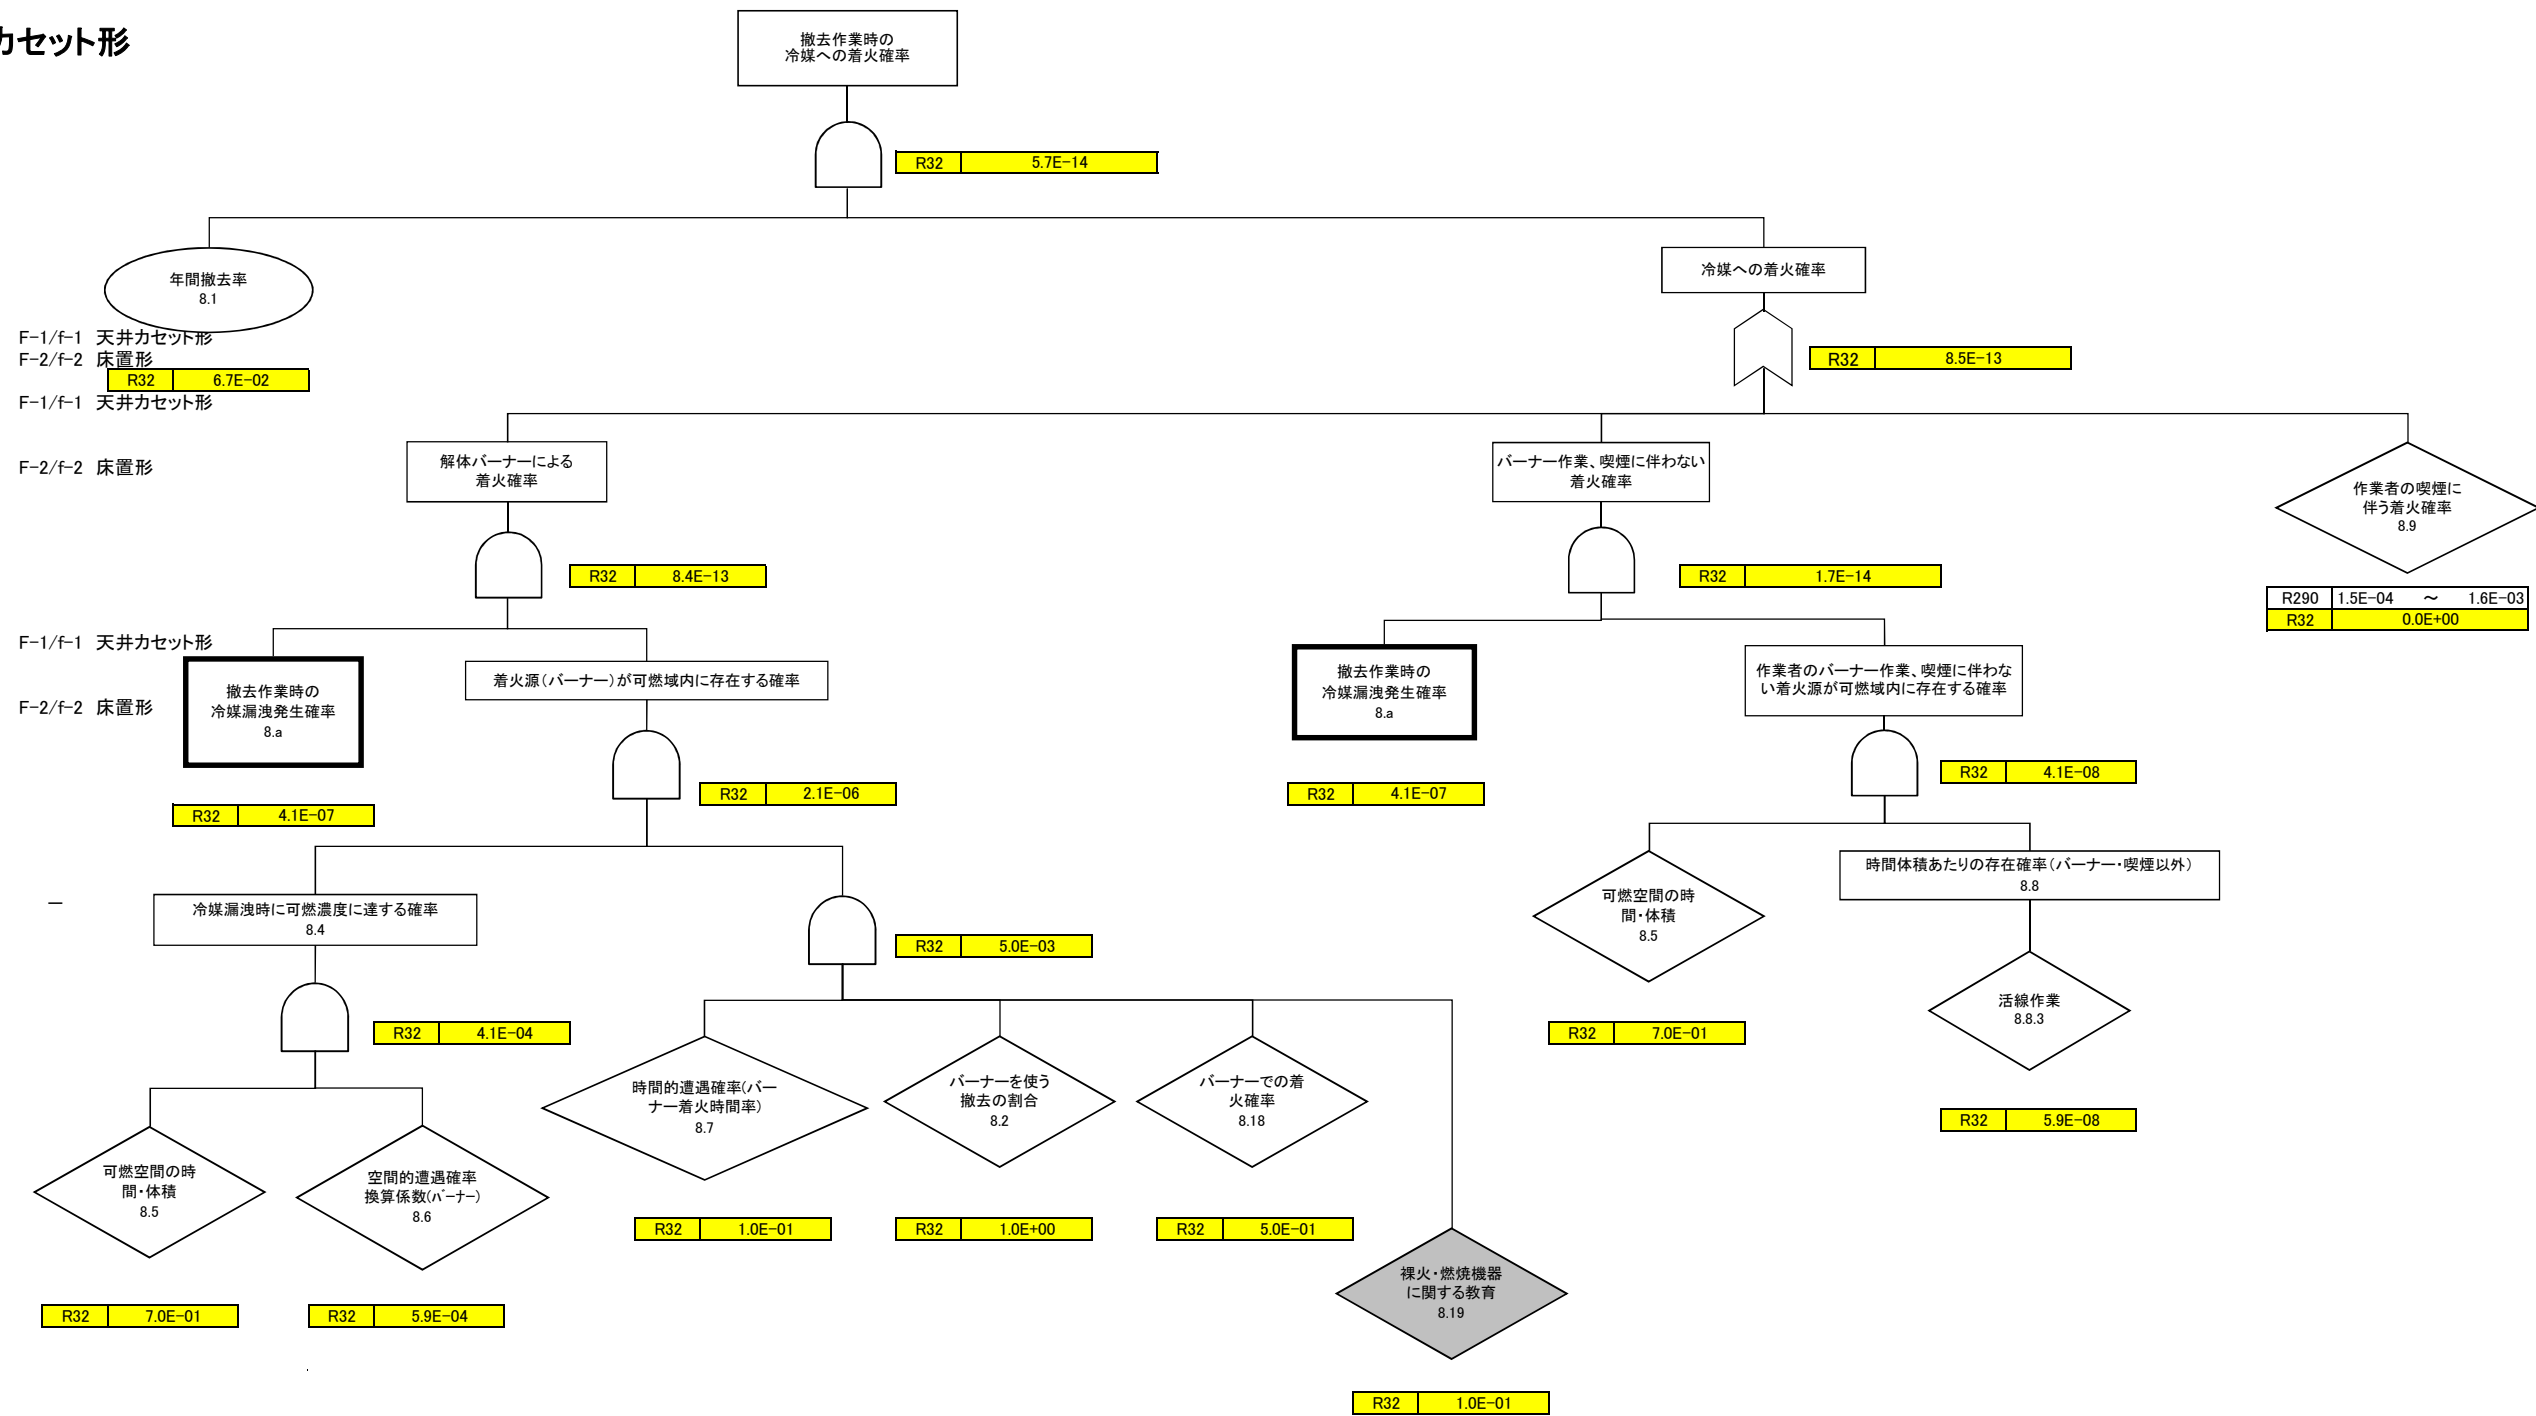 カセット形
撤去作業時の
冷媒への着火確率
R32 5.7E-14
年間撤去率
8.1
冷媒への着火確率
F-1/f-1 天井カセット形
F-2/f-2 床置形
R32 6.7E-02
R32 8.5E-13
F-1/f-1 天井カセット形
F-2/f-2 床置形
解体バーナーによる
着火確率
バーナー作業、喫煙に伴わない
着火確率
作業者の喫煙に
伴う着火確率
8.9
R32 8.4E-13
R32 1.7E-14
R290 1.5E-04 ～ 1.6E-03
R32 0.0E+00
F-1/f-1 天井カセット形
F-2/f-2 床置形
撤去作業時の
冷媒漏洩発生確率
8.a
着火源（バーナー）が可燃域内に存在する確率
撤去作業時の
冷媒漏洩発生確率
8.a
作業者のバーナー作業、喫煙に伴わな
い着火源が可燃域内に存在する確率
R32 4.1E-07
R32 2.1E-06
R32 4.1E-07
R32 4.1E-08
－
冷媒漏洩時に可燃濃度に達する確率
8.4
R32 5.0E-03
可燃空間の時
間・体積
8.5
時間体積あたりの存在確率（バーナー・喫煙以外）
8.8
R32 4.1E-04
R32 7.0E-01
活線作業
8.8.3
R32 5.9E-08
時間的遭遇確率(バー
ナー着火時間率）
8.7
バーナーを使う
撤去の割合
8.2
バーナーでの着
火確率
8.18
可燃空間の時
間・体積
8.5
空間的遭遇確率
換算係数(ﾊﾞｰﾅｰ)
8.6
R32 1.0E-01
R32 1.0E+00
R32 5.0E-01
R32 7.0E-01
R32 5.9E-04
裸火・燃焼機器
に関する教育
8.19
R32 1.0E-01